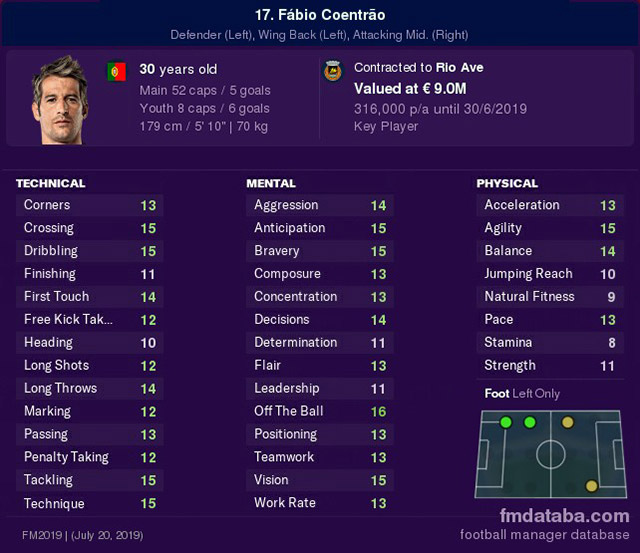 17. Fábio Coentrão
Defender (Left), Wing Back (Left), Attacking Mid. (Right)
30 years old
Main 52 caps / 5 goals
Youth 8 caps / 6 goals
179 cm / 5' 10" | 70 kg
Contracted to Rio Ave
Valued at € 9.0M
316,000 p/a until 30/6/2019
Key Player
TECHNICAL
Corners 13
Crossing 15
Dribbling 15
Finishing 11
First Touch 14
Free Kick Tak... 12
Heading 10
Long Shots 12
Long Throws 14
Marking 12
Passing 13
Penalty Taking 12
Tackling 15
Technique 15
MENTAL
Aggression 14
Anticipation 15
Bravery 15
Composure 13
Concentration 13
Decisions 14
Determination 11
Flair 13
Leadership 11
Off The Ball 16
Positioning 13
Teamwork 13
Vision 15
Work Rate 13
PHYSICAL
Acceleration 13
Agility 15
Balance 14
Jumping Reach 10
Natural Fitness 9
Pace 13
Stamina 8
Strength 11
Foot Left Only
FM2019 | (July 20, 2019)
fmdataba.com
football manager database